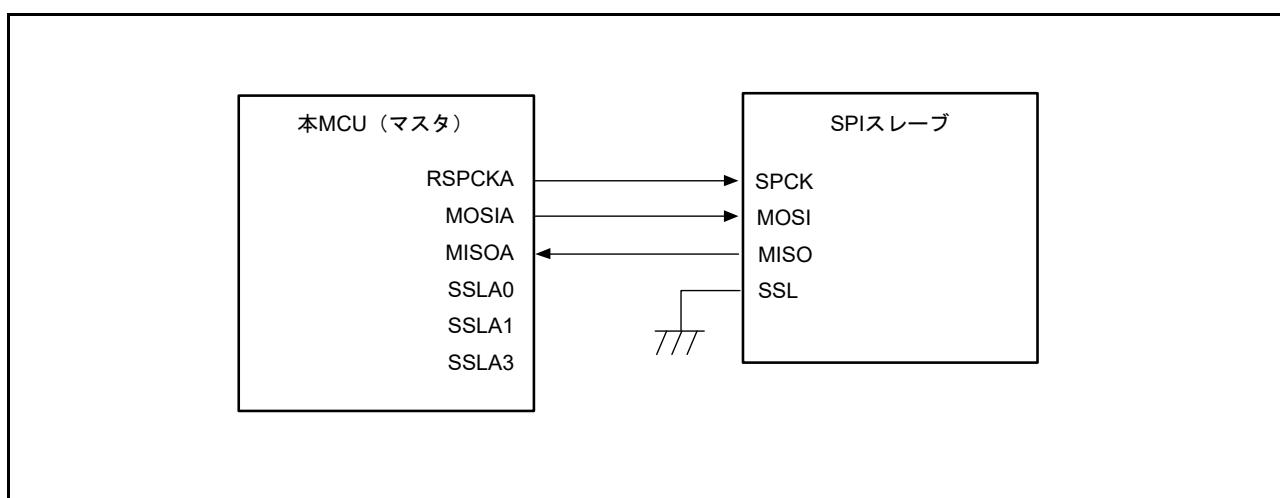 本MCU（マスタ）
RSPCKA
MOSIA
MISOA
SSLA0
SSLA1
SSLA3
SPIスレーブ
SPCK
MOSI
MISO
SSL